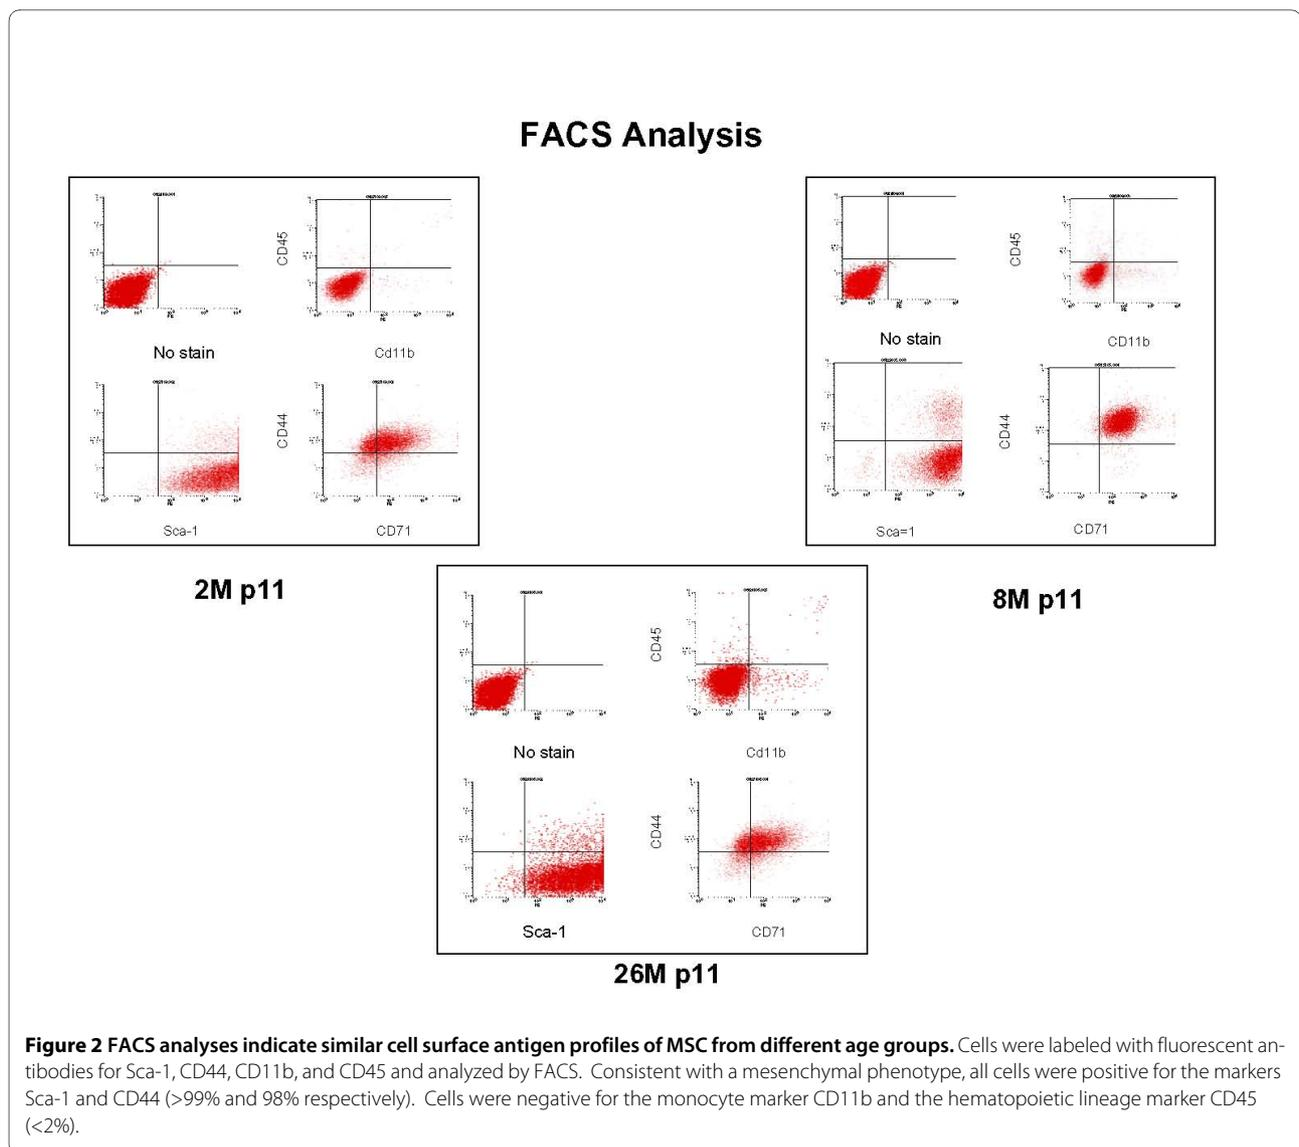 FACS Analysis
CD45
No stain
Cd11b
CD44
Sca-1
CD71
2M p11
CD45
No stain
CD11b
CD44
Sca=1
CD71
8M p11
CD45
No stain
Cd11b
CD44
Sca-1
CD71
26M p11
Figure 2 FACS analyses indicate similar cell surface antigen profiles of MSC from different age groups. Cells were labeled with fluorescent an-
tibodies for Sca-1, CD44, CD11b, and CD45 and analyzed by FACS. Consistent with a mesenchymal phenotype, all cells were positive for the markers
Sca-1 and CD44 (>99% and 98% respectively). Cells were negative for the monocyte marker CD11b and the hematopoietic lineage marker CD45
(<2%).